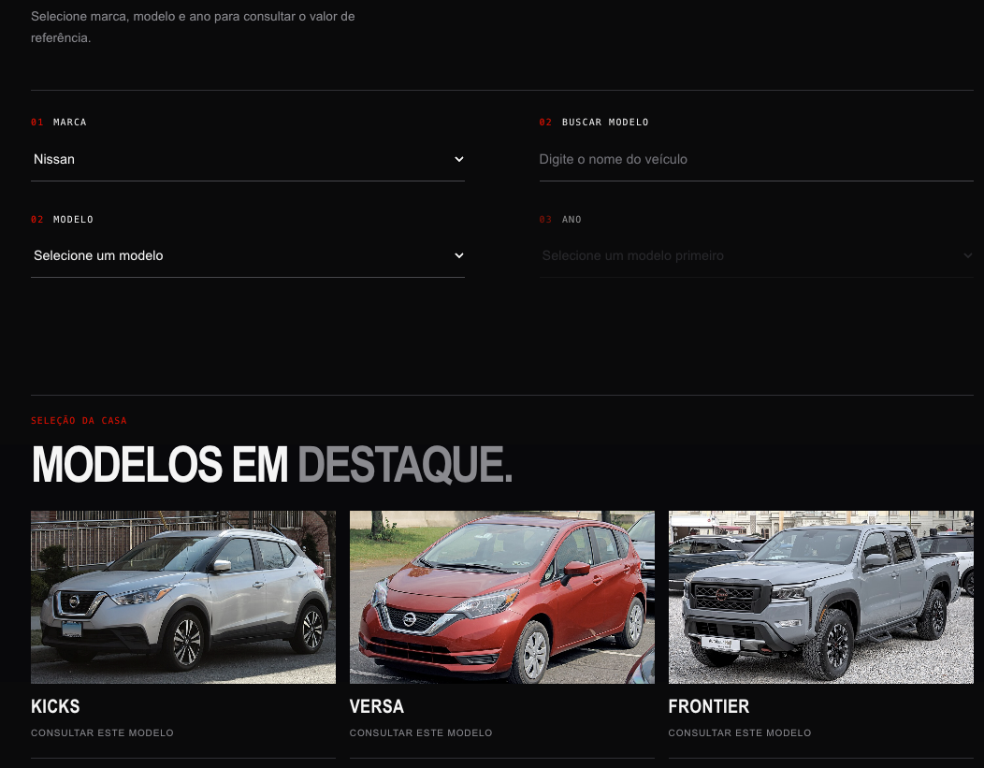 Selecione marca, modelo e ano para consultar o valor de
referência.
01 MARCA
Nissan
02 BUSCAR MODELO
Digite o nome do veículo
02 MODELO
Selecione um modelo
03 ANO
Selecione um modelo primeiro
SELEÇÃO DA CASA
MODELOS EM DESTAQUE.
KICKS
CONSULTAR ESTE MODELO
VERSA
CONSULTAR ESTE MODELO
FRONTIER
CONSULTAR ESTE MODELO